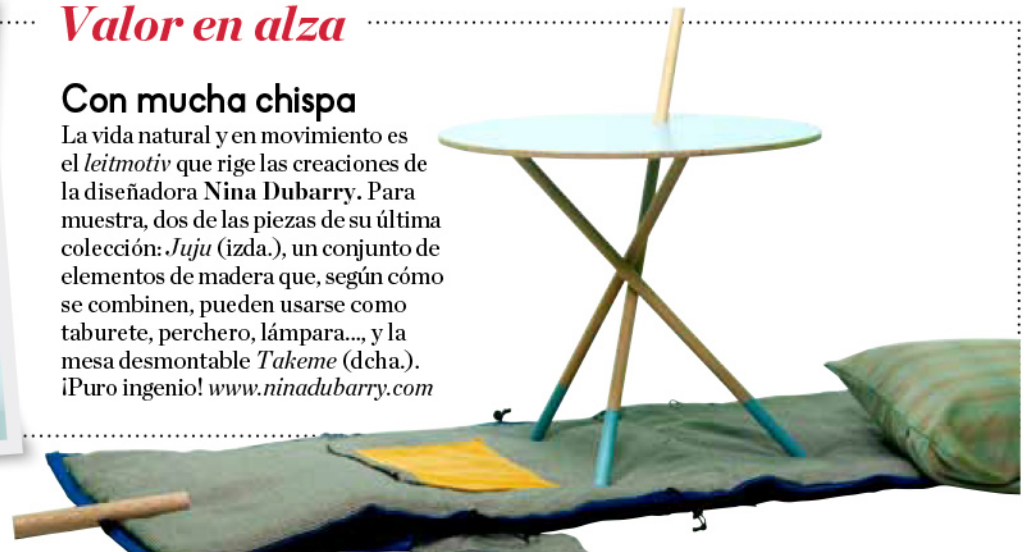 Valor en alza
Con mucha chispa
La vida natural y en movimiento es
el leitmotiv que rige las creaciones de
la diseñadora Nina Dubarry. Para
muestra, dos de las piezas de su última
colección: Juju (izda.), un conjunto de
elementos de madera que, según cómo
se combinen, pueden usarse como
taburete, perchero, lámpara..., y la
mesa desmontable Takeme (dcha.).
¡Puro ingenio! www.ninadubarry.com